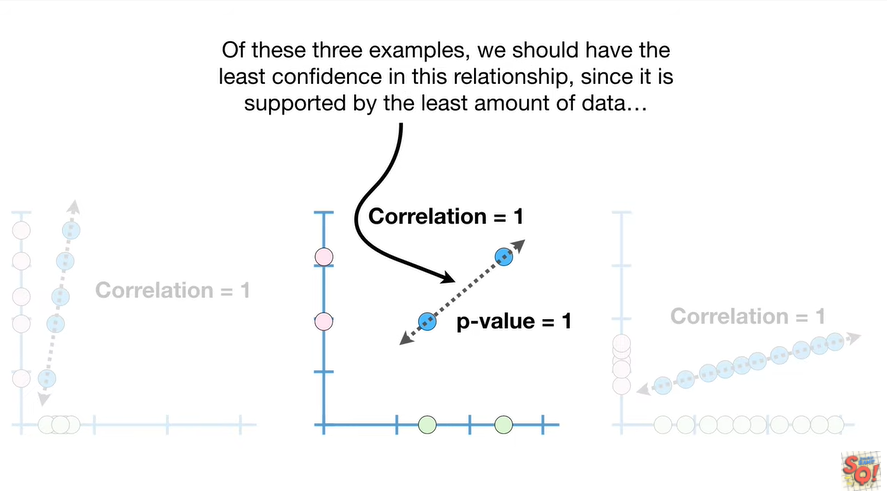 Of these three examples, we should have the
least confidence in this relationship, since it is
supported by the least amount of data…
Correlation = 1
Correlation = 1
p-value = 1
Correlation = 1
SQ!